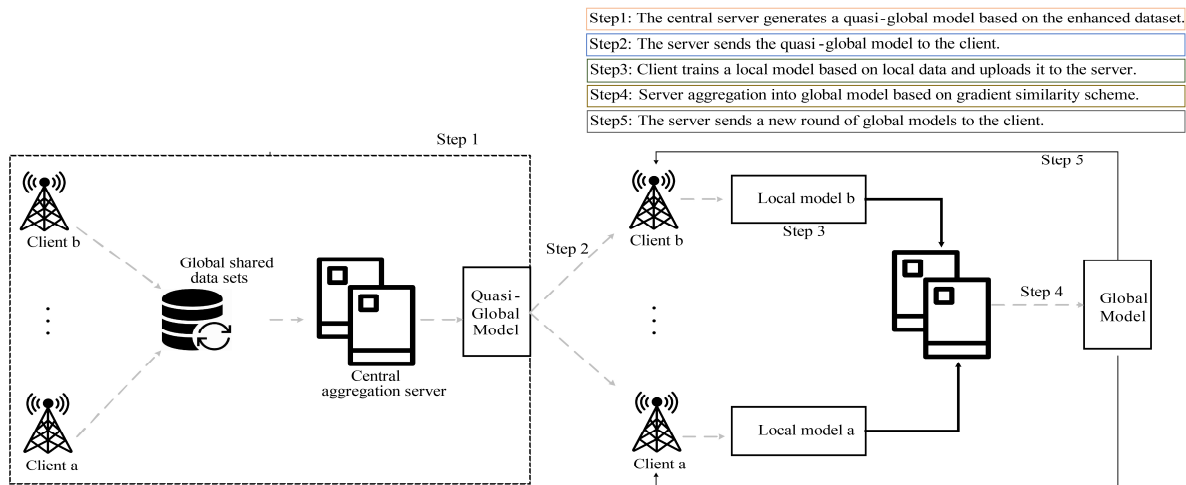 Step1: The central server generates a quasi-global model based on the enhanced dataset.
Step2: The server sends the quasi-global model to the client.
Step3: Client trains a local model based on local data and uploads it to the server.
Step4: Server aggregation into global model based on gradient similarity scheme.
Step5: The server sends a new round of global models to the client.
Step 1
Client b
Global shared
data sets
Client a
Central
aggregation server
Quasi-
Global
Model
Step 2
Client b
Client a
Local model b
Step 3
Local model a
Step 4
Step 5
Global
Model